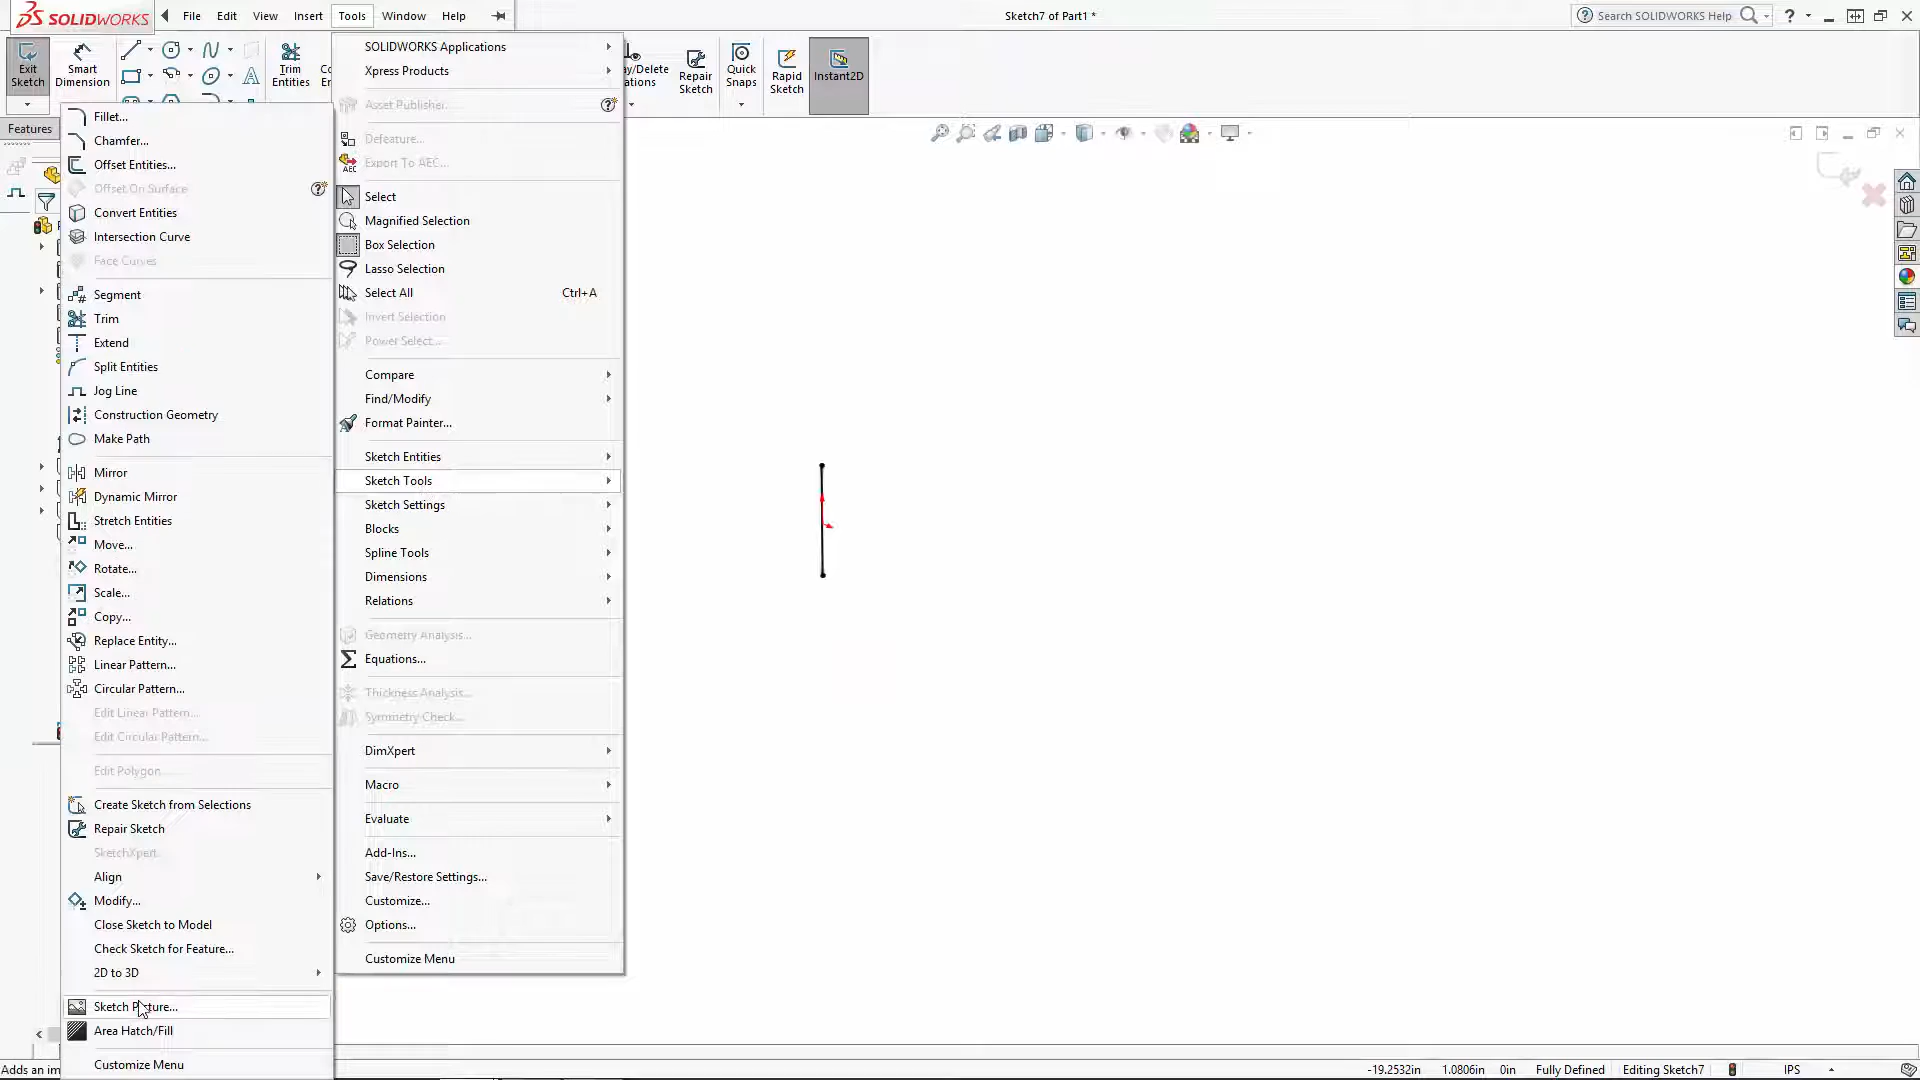 SOLIDWORKS File Edit View Insert Tools Window Help Sketch7 of Part1 * Search SOLIDWORKS Help ?
Exit Sketch
Smart Dimension
Trim Entities
Repair Sketch
Quick Snaps
Rapid Sketch
Instant2D
Features
Fillet...
Chamfer...
Offset Entities...
Offset On Surface
Convert Entities
Intersection Curve
Face Curves
Segment
Trim
Extend
Split Entities
Jog Line
Construction Geometry
Make Path
Mirror
Dynamic Mirror
Stretch Entities
Move...
Rotate...
Scale...
Copy...
Replace Entity...
Linear Pattern...
Circular Pattern...
Edit Linear Pattern...
Edit Circular Pattern...
Edit Polygon...
Create Sketch from Selections
Repair Sketch
SketchXpert...
Align
Modify...
Close Sketch to Model
Check Sketch for Feature...
2D to 3D
Sketch Picture...
Area Hatch/Fill
Customize Menu
SOLIDWORKS Applications
Xpress Products
Asset Publisher...
Defeature...
Export To AEC...
Select
Magnified Selection
Box Selection
Lasso Selection
Select All Ctrl+A
Invert Selection
Power Select...
Compare
Find/Modify
Format Painter...
Sketch Entities
Sketch Tools
Sketch Settings
Blocks
Spline Tools
Dimensions
Relations
Geometry Analysis...
Equations...
Thickness Analysis...
Symmetry Check...
DimXpert
Macro
Evaluate
Add-Ins...
Save/Restore Settings...
Customize...
Options...
Customize Menu
Adds an im -19.2532in 1.0806in 0in Fully Defined Editing Sketch7 IPS